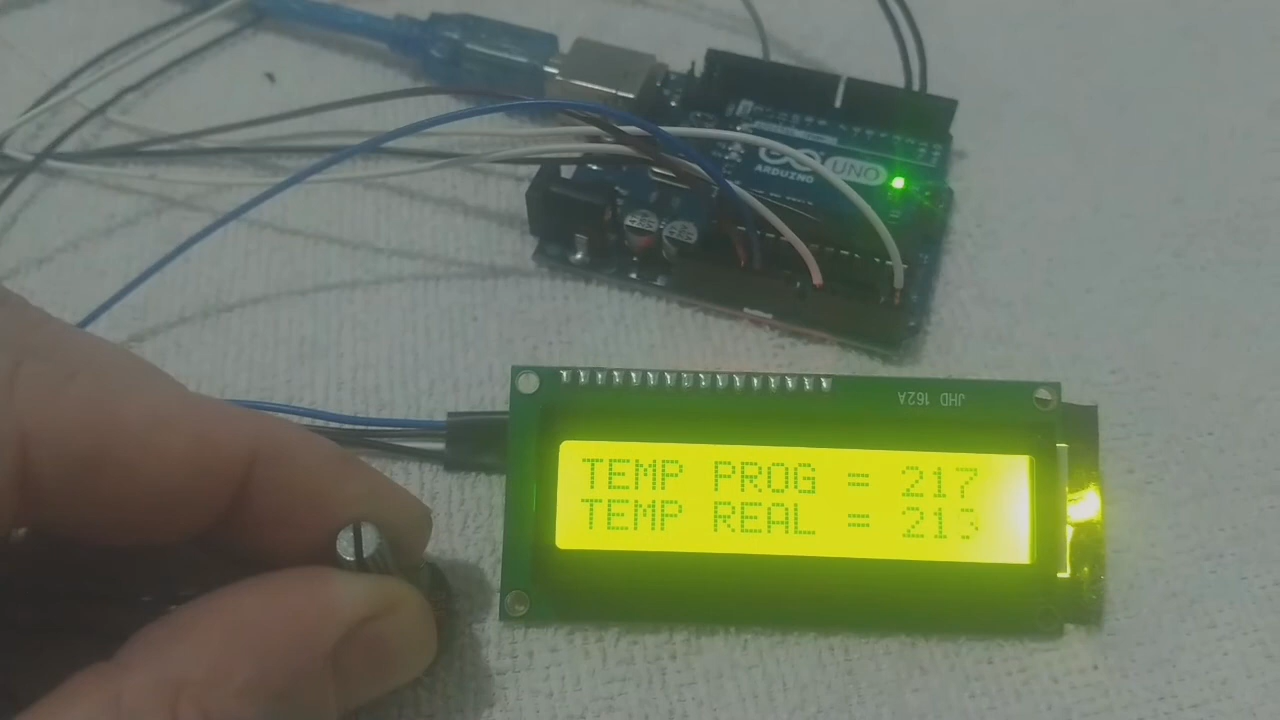 UNO
ARDUINO
JHD 162A
TEMP PROG = 217
TEMP REAL =